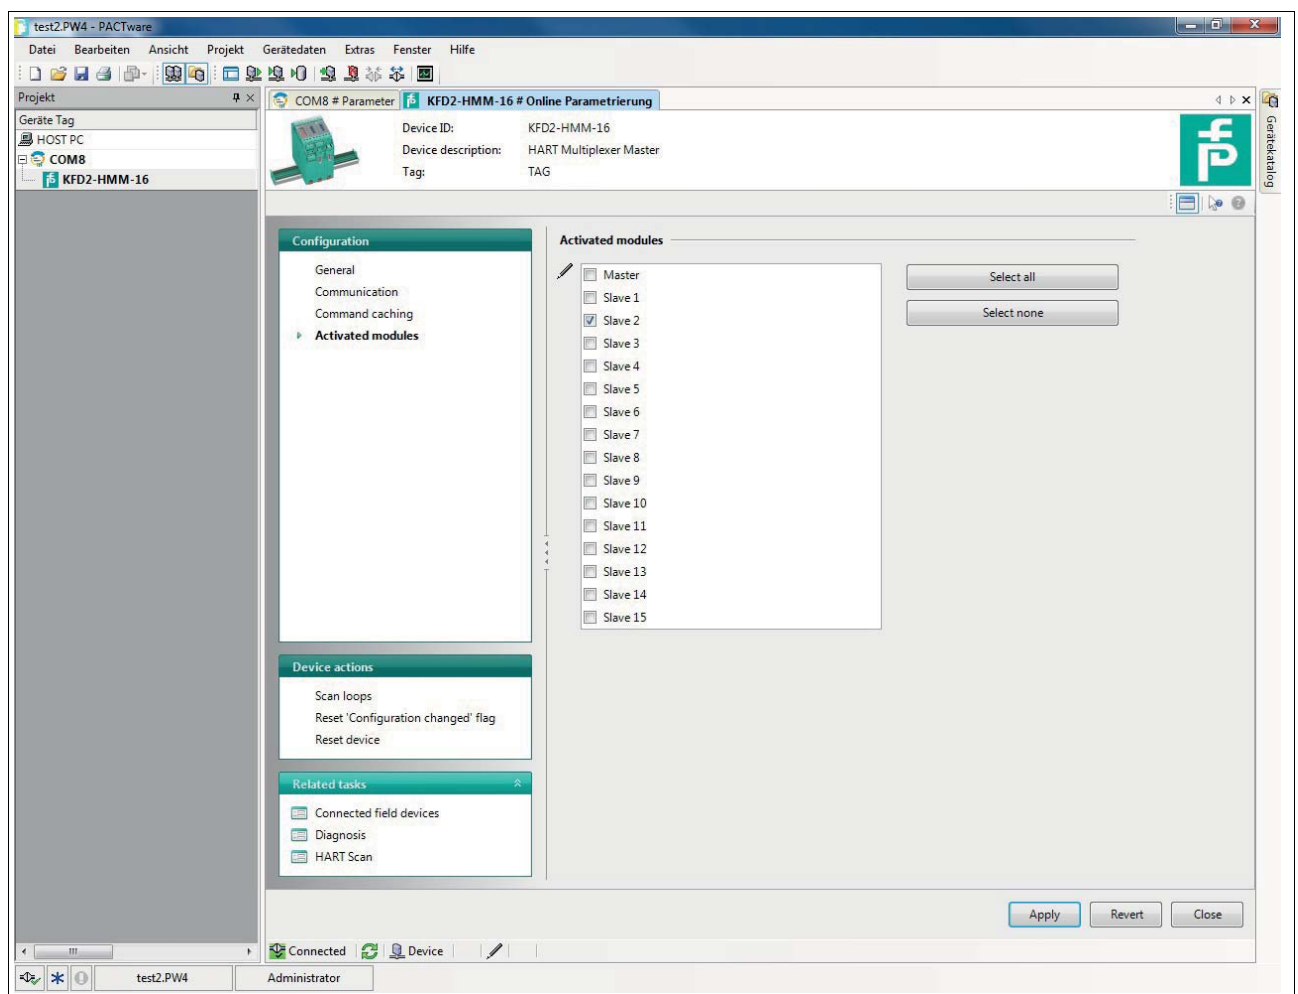 test2.PW4 - PACTware
Datei Bearbeiten Ansicht Projekt Gerätedaten Extras Fenster Hilfe
Projekt
Geräte Tag
HOST PC
COM8
KFD2-HMM-16
COM8 # Parameter
KFD2-HMM-16 # Online Parametrierung
Device ID: KFD2-HMM-16
Device description: HART Multiplexer Master
Tag: TAG
Gerätekatalog
Configuration
General
Communication
Command caching
Activated modules
Activated modules
Master
Slave 1
Slave 2
Slave 3
Slave 4
Slave 5
Slave 6
Slave 7
Slave 8
Slave 9
Slave 10
Slave 11
Slave 12
Slave 13
Slave 14
Slave 15
Select all
Select none
Device actions
Scan loops
Reset 'Configuration changed' flag
Reset device
Related tasks
Connected field devices
Diagnosis
HART Scan
Apply Revert Close
Connected Device
test2.PW4 Administrator